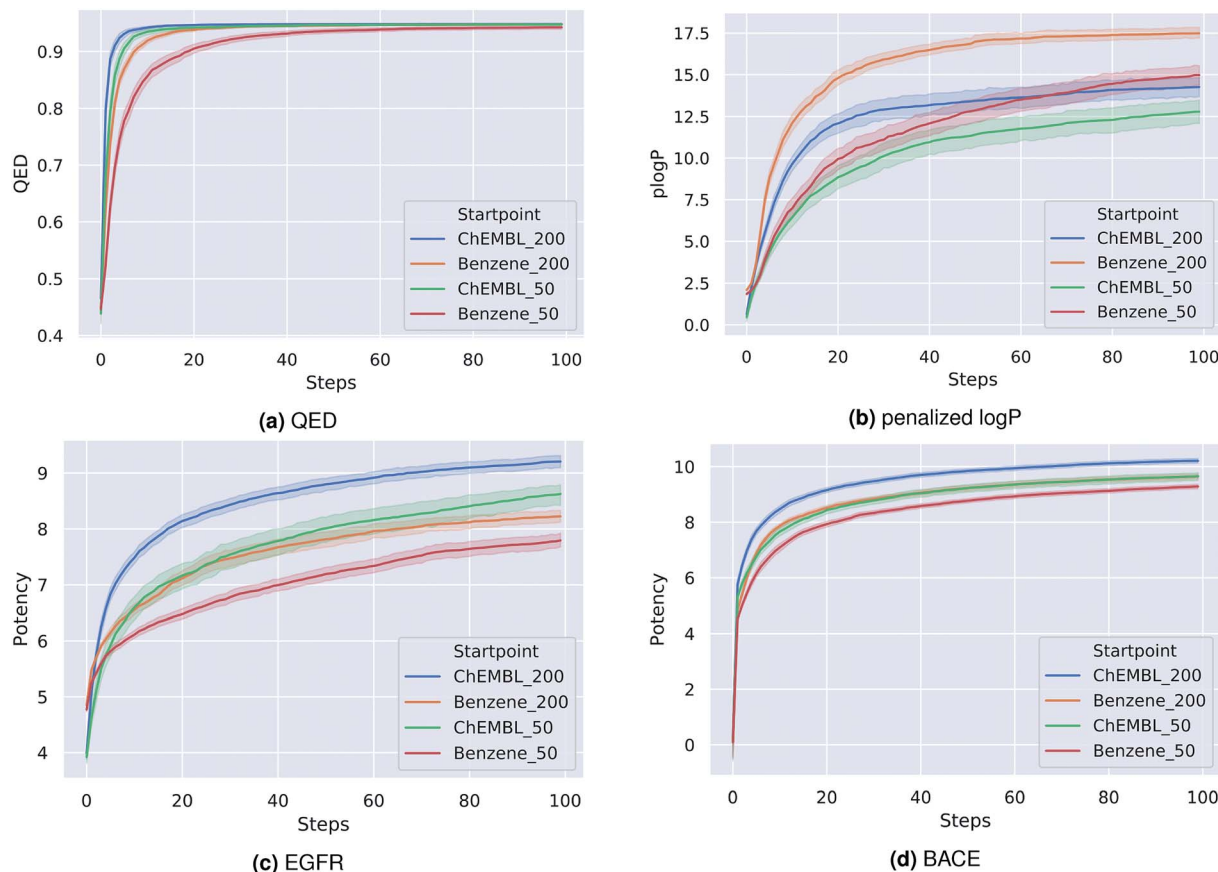 0.9
0.8
0.7
0.6
0.5
0.4
QED
Startpoint
ChEMBL_200
Benzene_200
ChEMBL_50
Benzene_50
0 20 40 60 80 100
Steps
(a) QED
17.5
15.0
12.5
10.0
7.5
5.0
2.5
0.0
plogP
Startpoint
ChEMBL_200
Benzene_200
ChEMBL_50
Benzene_50
0 20 40 60 80 100
Steps
(b) penalized logP
9
8
7
6
5
4
Potency
Startpoint
ChEMBL_200
Benzene_200
ChEMBL_50
Benzene_50
0 20 40 60 80 100
Steps
(c) EGFR
10
8
6
4
2
0
Potency
Startpoint
ChEMBL_200
Benzene_200
ChEMBL_50
Benzene_50
0 20 40 60 80 100
Steps
(d) BACE